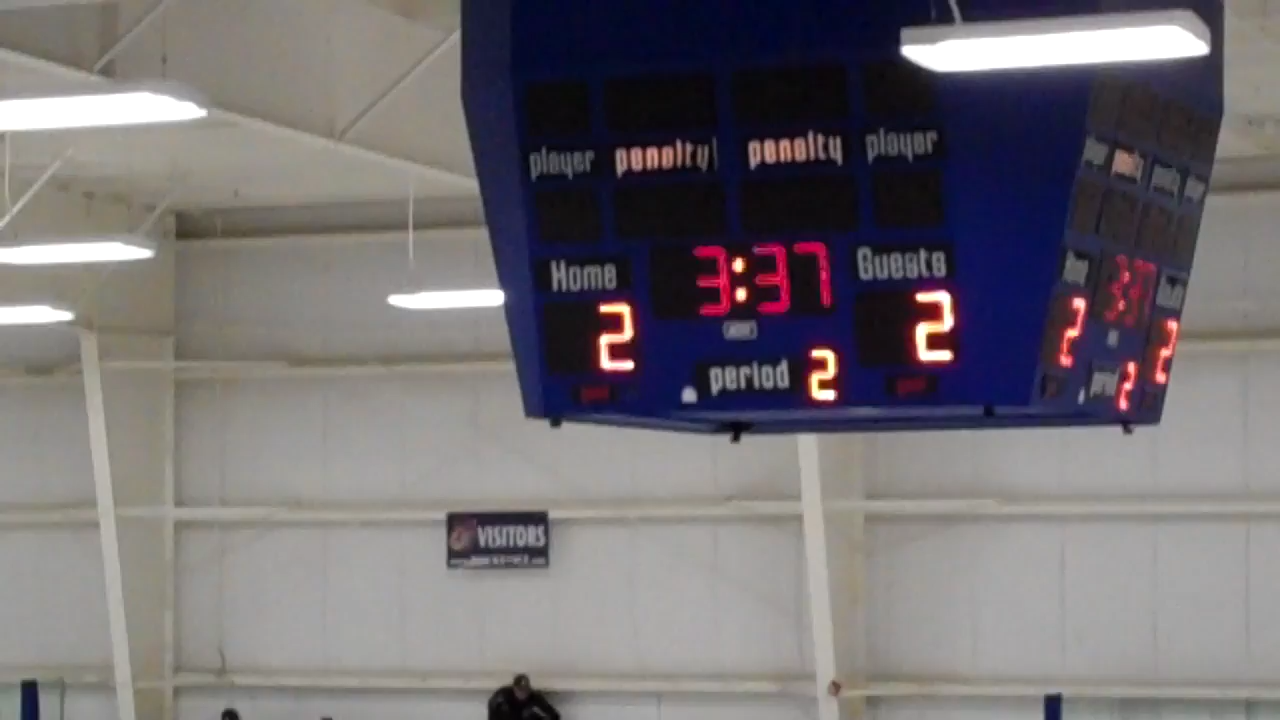 player penalty penalty player
Home 3:37 Guests
2 2
period 2
VISITORS